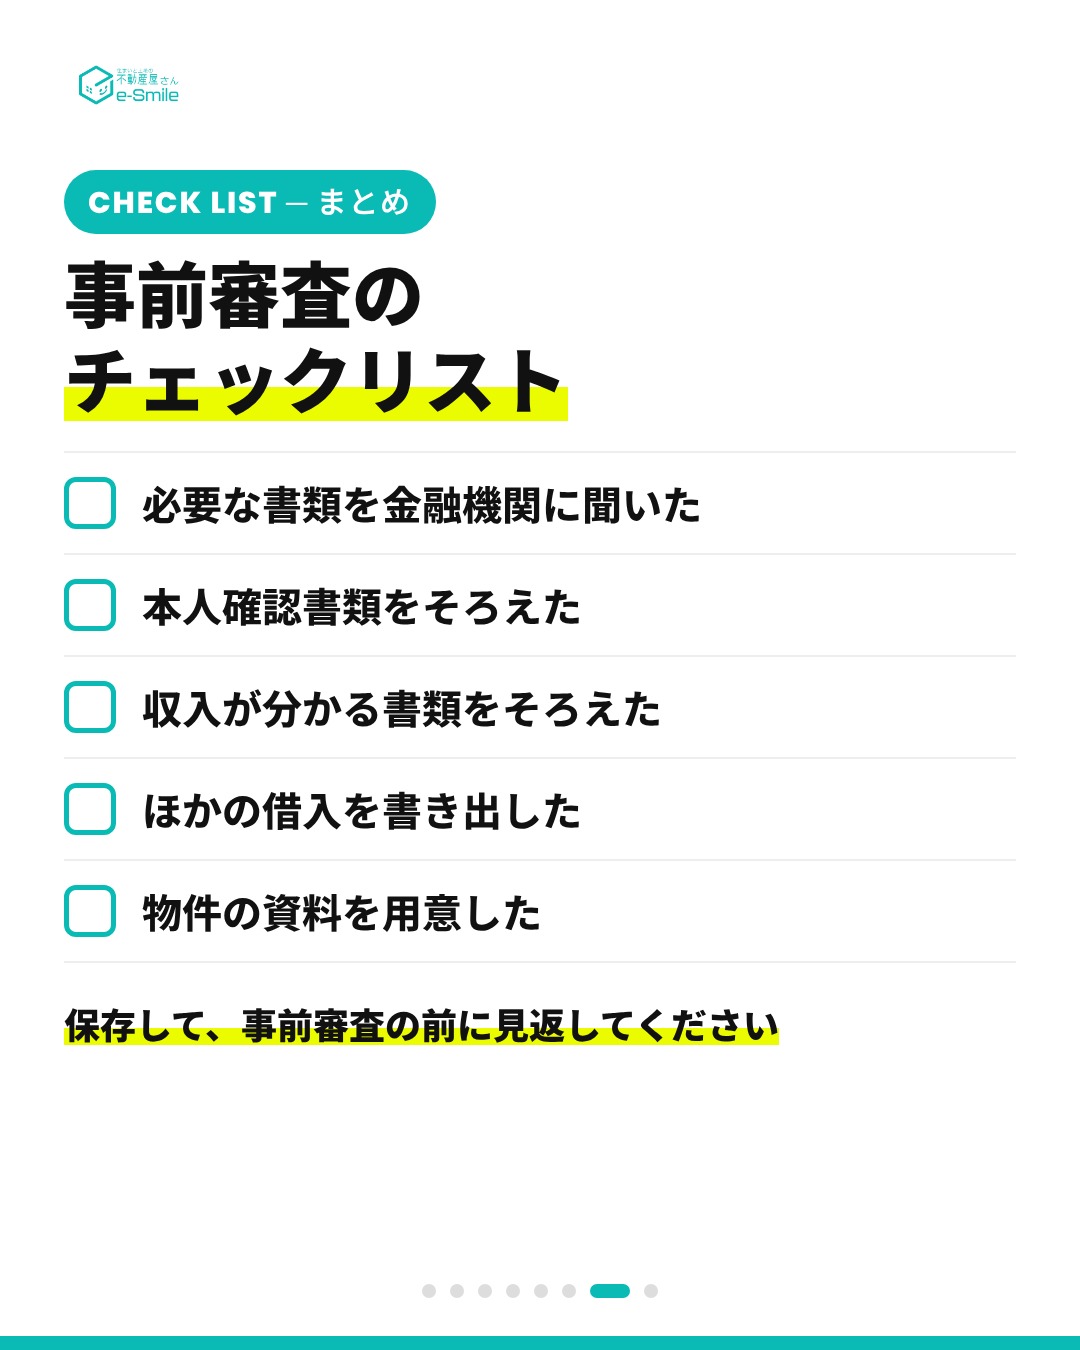 不動産屋さん
e-Smile
CHECK LIST — まとめ
事前審査の
チェックリスト
必要な書類を金融機関に聞いた
本人確認書類をそろえた
収入が分かる書類をそろえた
ほかの借入を書き出した
物件の資料を用意した
保存して、事前審査の前に見返してください